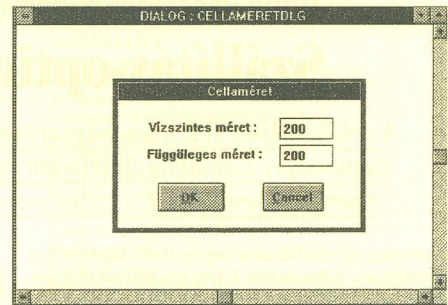 DIALOG : CELLAMERETDLG
Cellaméret
Vízszintes méret : 200
Függőleges méret : 200
OK Cancel